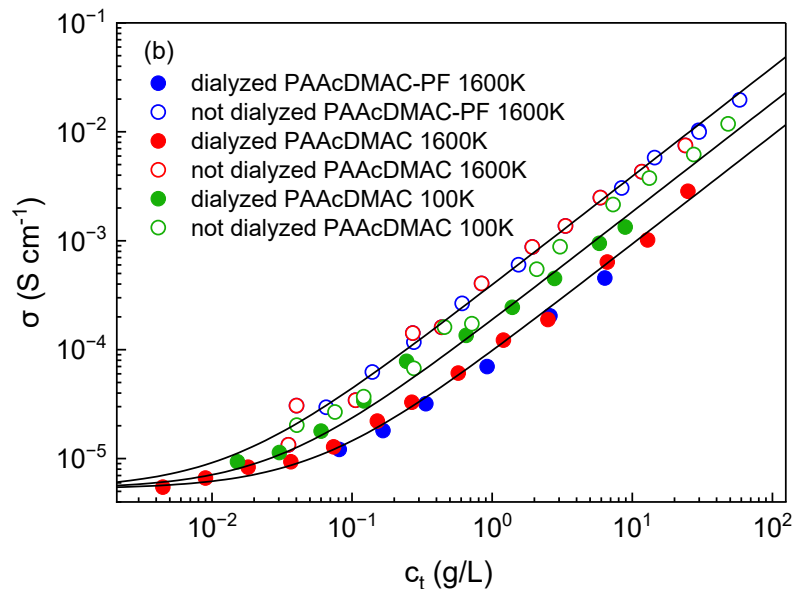 10⁻¹
(b)
dialyzed PAAcDMAC-PF 1600K
not dialyzed PAAcDMAC-PF 1600K
dialyzed PAAcDMAC 1600K
not dialyzed PAAcDMAC 1600K
dialyzed PAAcDMAC 100K
not dialyzed PAAcDMAC 100K
10⁻²
10⁻³
10⁻⁴
10⁻⁵
σ (S cm⁻¹)
10⁻² 10⁻¹ 10⁰ 10¹ 10²
cₜ (g/L)